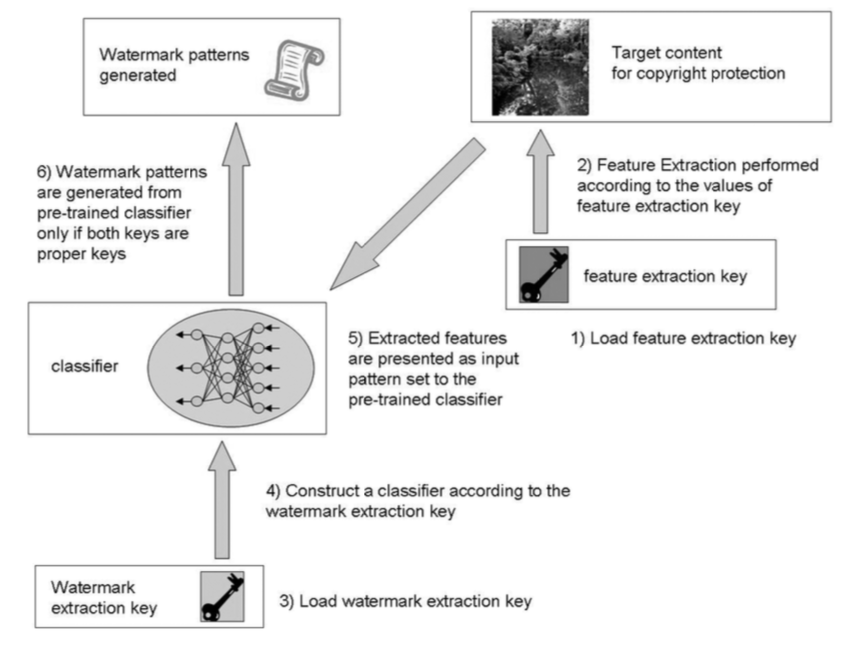 Watermark patterns
generated
Target content
for copyright protection
6) Watermark patterns
are generated from
pre-trained classifier
only if both keys are
proper keys
2) Feature Extraction performed
according to the values of
feature extraction key
feature extraction key
1) Load feature extraction key
classifier
5) Extracted features
are presented as input
pattern set to the
pre-trained classifier
4) Construct a classifier according to the
watermark extraction key
Watermark
extraction key
3) Load watermark extraction key